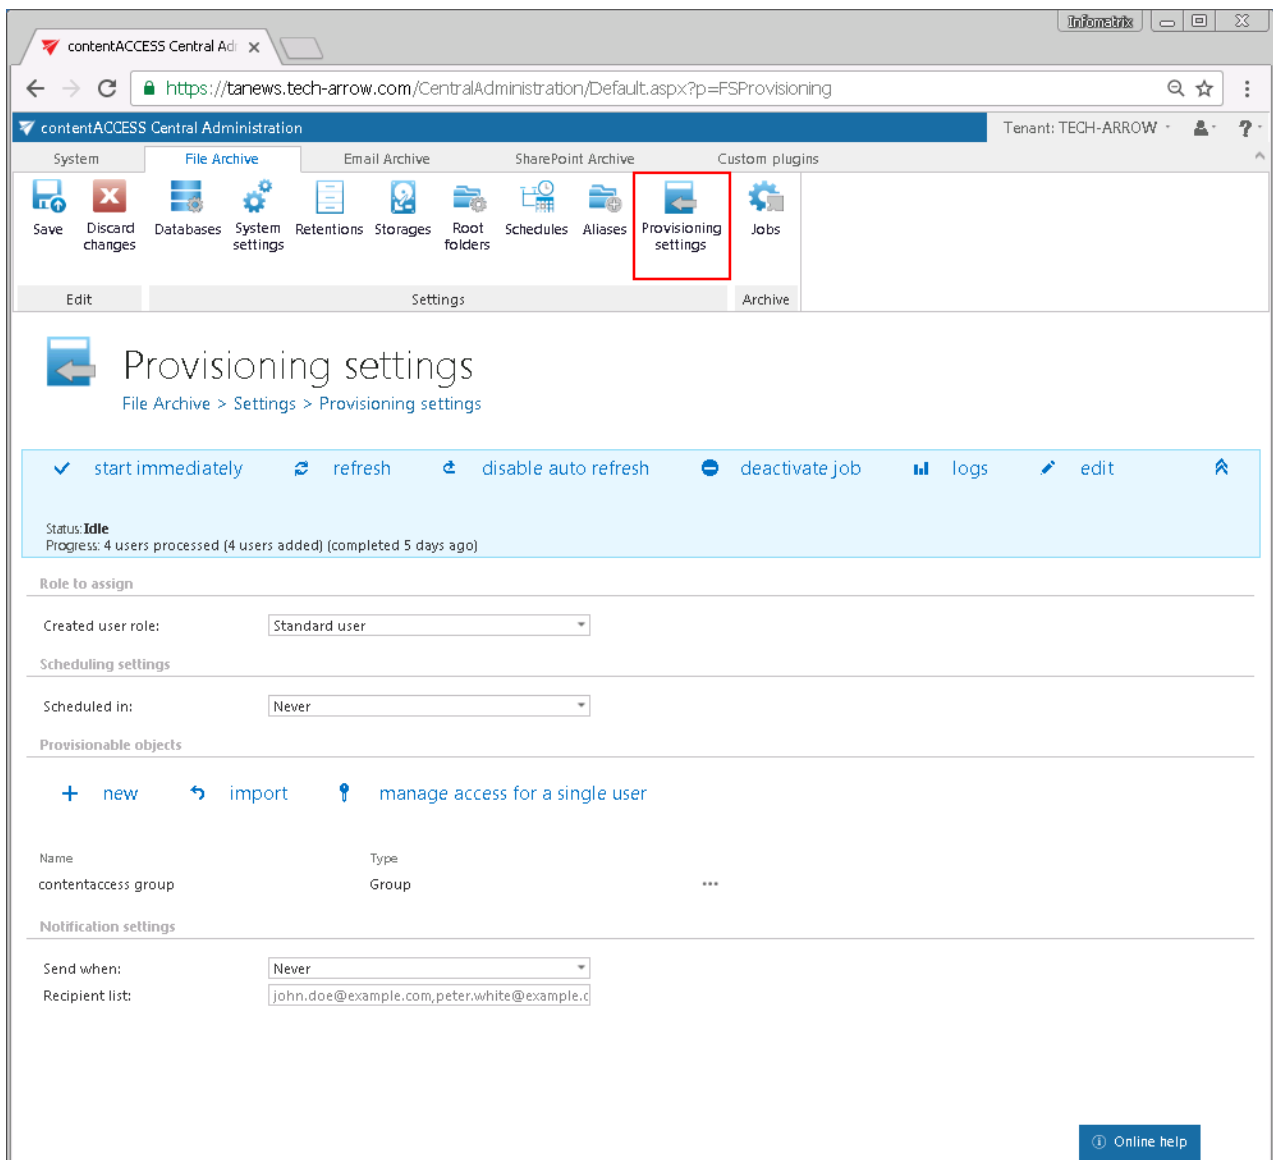 Infomatrix
contentACCESS Central Adi
https://tanews.tech-arrow.com/CentralAdministration/Default.aspx?p=FSProvisioning
contentACCESS Central Administration
Tenant: TECH-ARROW
?
System
File Archive
Email Archive
SharePoint Archive
Custom plugins
Save
Discard changes
Databases
System settings
Retentions
Storages
Root folders
Schedules
Aliases
Provisioning settings
Jobs
Edit
Settings
Archive
Provisioning settings
File Archive > Settings > Provisioning settings
start immediately
refresh
disable auto refresh
deactivate job
logs
edit
Status: Idle
Progress: 4 users processed (4 users added) (completed 5 days ago)
Role to assign
Created user role:
Standard user
Scheduling settings
Scheduled in:
Never
Provisionable objects
new
import
manage access for a single user
Name
Type
contentaccess group
Group
Notification settings
Send when:
Never
Recipient list:
john.doe@example.com,peter.white@example.c
Online help